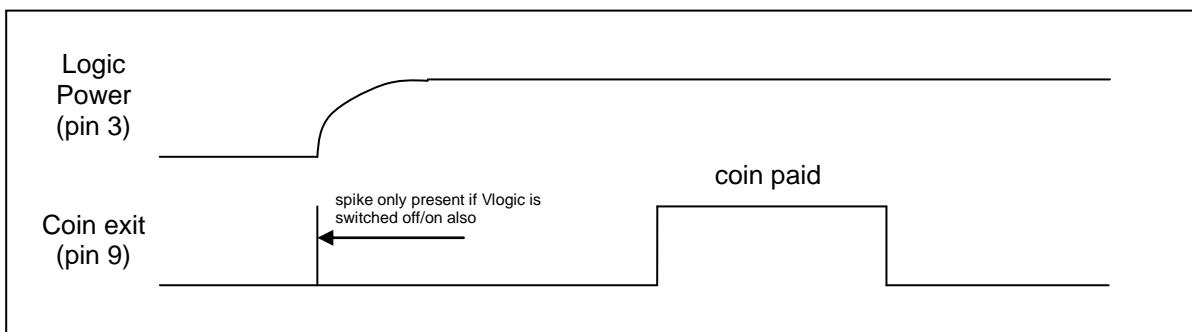 Logic
Power
(pin 3)
coin paid
spike only present if Vlogic is
switched off/on also
Coin exit
(pin 9)